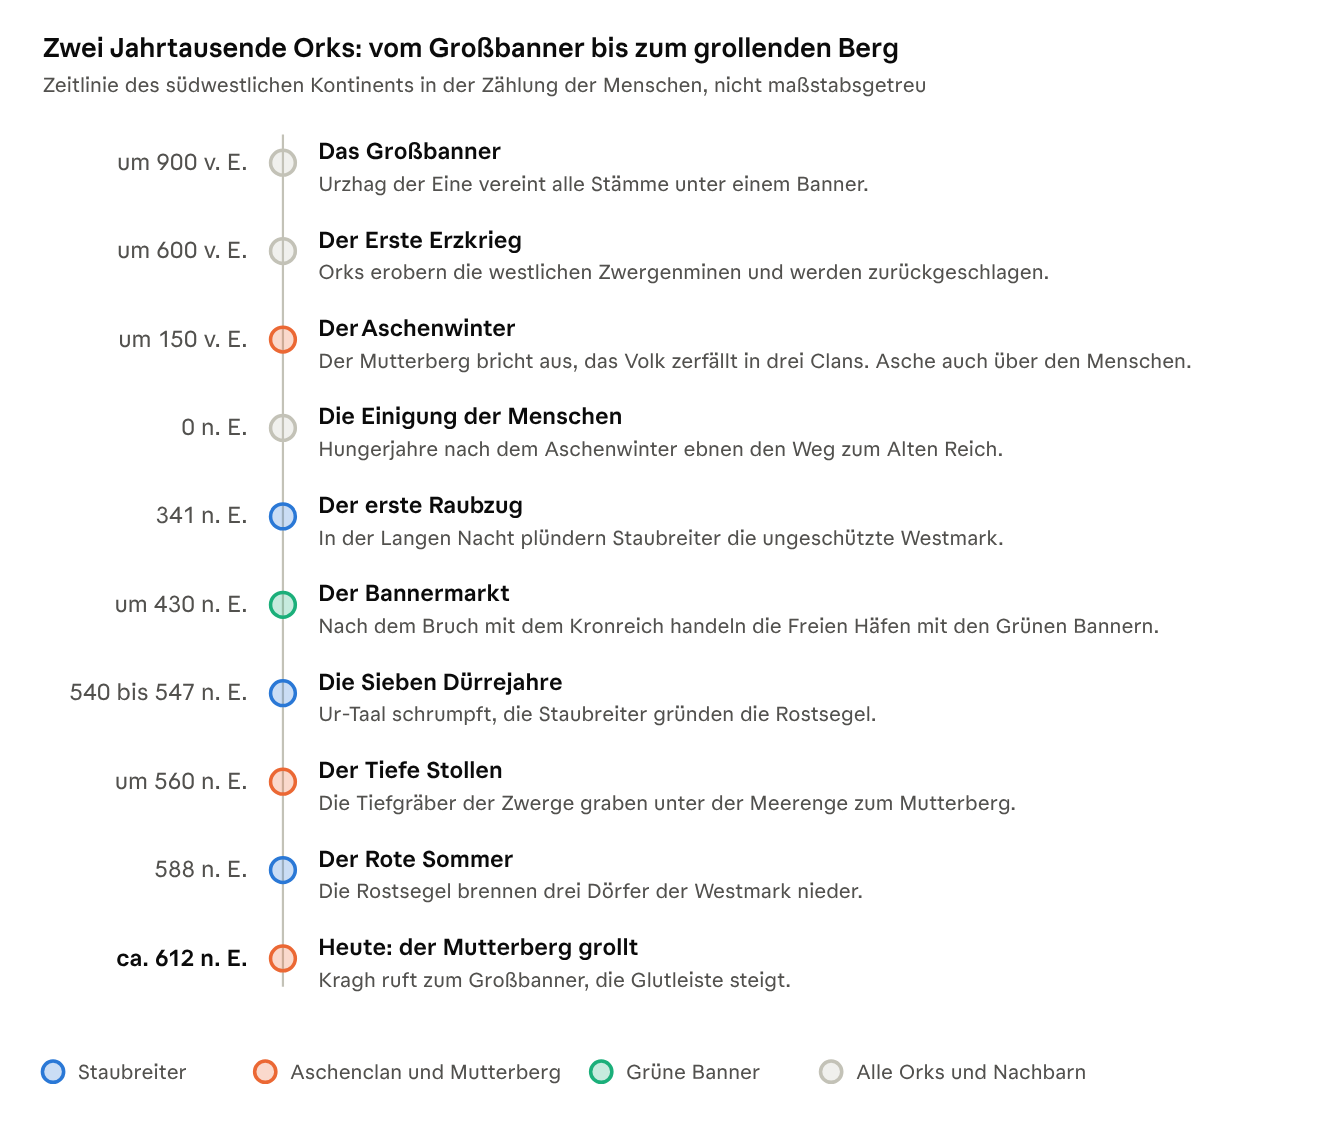 Zwei Jahrtausende Orks: vom Großbanner bis zum grollenden Berg
Zeitlinie des südwestlichen Kontinents in der Zählung der Menschen, nicht maßstabsgetreu
um 900 v. E.
Das Großbanner
Urzhag der Eine vereint alle Stämme unter einem Banner.
um 600 v. E.
Der Erste Erzkrieg
Orks erobern die westlichen Zwergenminen und werden zurückgeschlagen.
um 150 v. E.
Der Aschenwinter
Der Mutterberg bricht aus, das Volk zerfällt in drei Clans. Asche auch über den Menschen.
0 n. E.
Die Einigung der Menschen
Hungerjahre nach dem Aschenwinter ebnen den Weg zum Alten Reich.
341 n. E.
Der erste Raubzug
In der Langen Nacht plündern Staubreiter die ungeschützte Westmark.
um 430 n. E.
Der Bannermarkt
Nach dem Bruch mit dem Kronreich handeln die Freien Häfen mit den Grünen Bannern.
540 bis 547 n. E.
Die Sieben Dürrejahre
Ur-Taal schrumpft, die Staubreiter gründen die Rostsegel.
um 560 n. E.
Der Tiefe Stollen
Die Tiefgräber der Zwerge graben unter der Meerenge zum Mutterberg.
588 n. E.
Der Rote Sommer
Die Rostsegel brennen drei Dörfer der Westmark nieder.
ca. 612 n. E.
Heute: der Mutterberg grollt
Kragh ruft zum Großbanner, die Glutleiste steigt.
Staubreiter
Aschenclan und Mutterberg
Grüne Banner
Alle Orks und Nachbarn